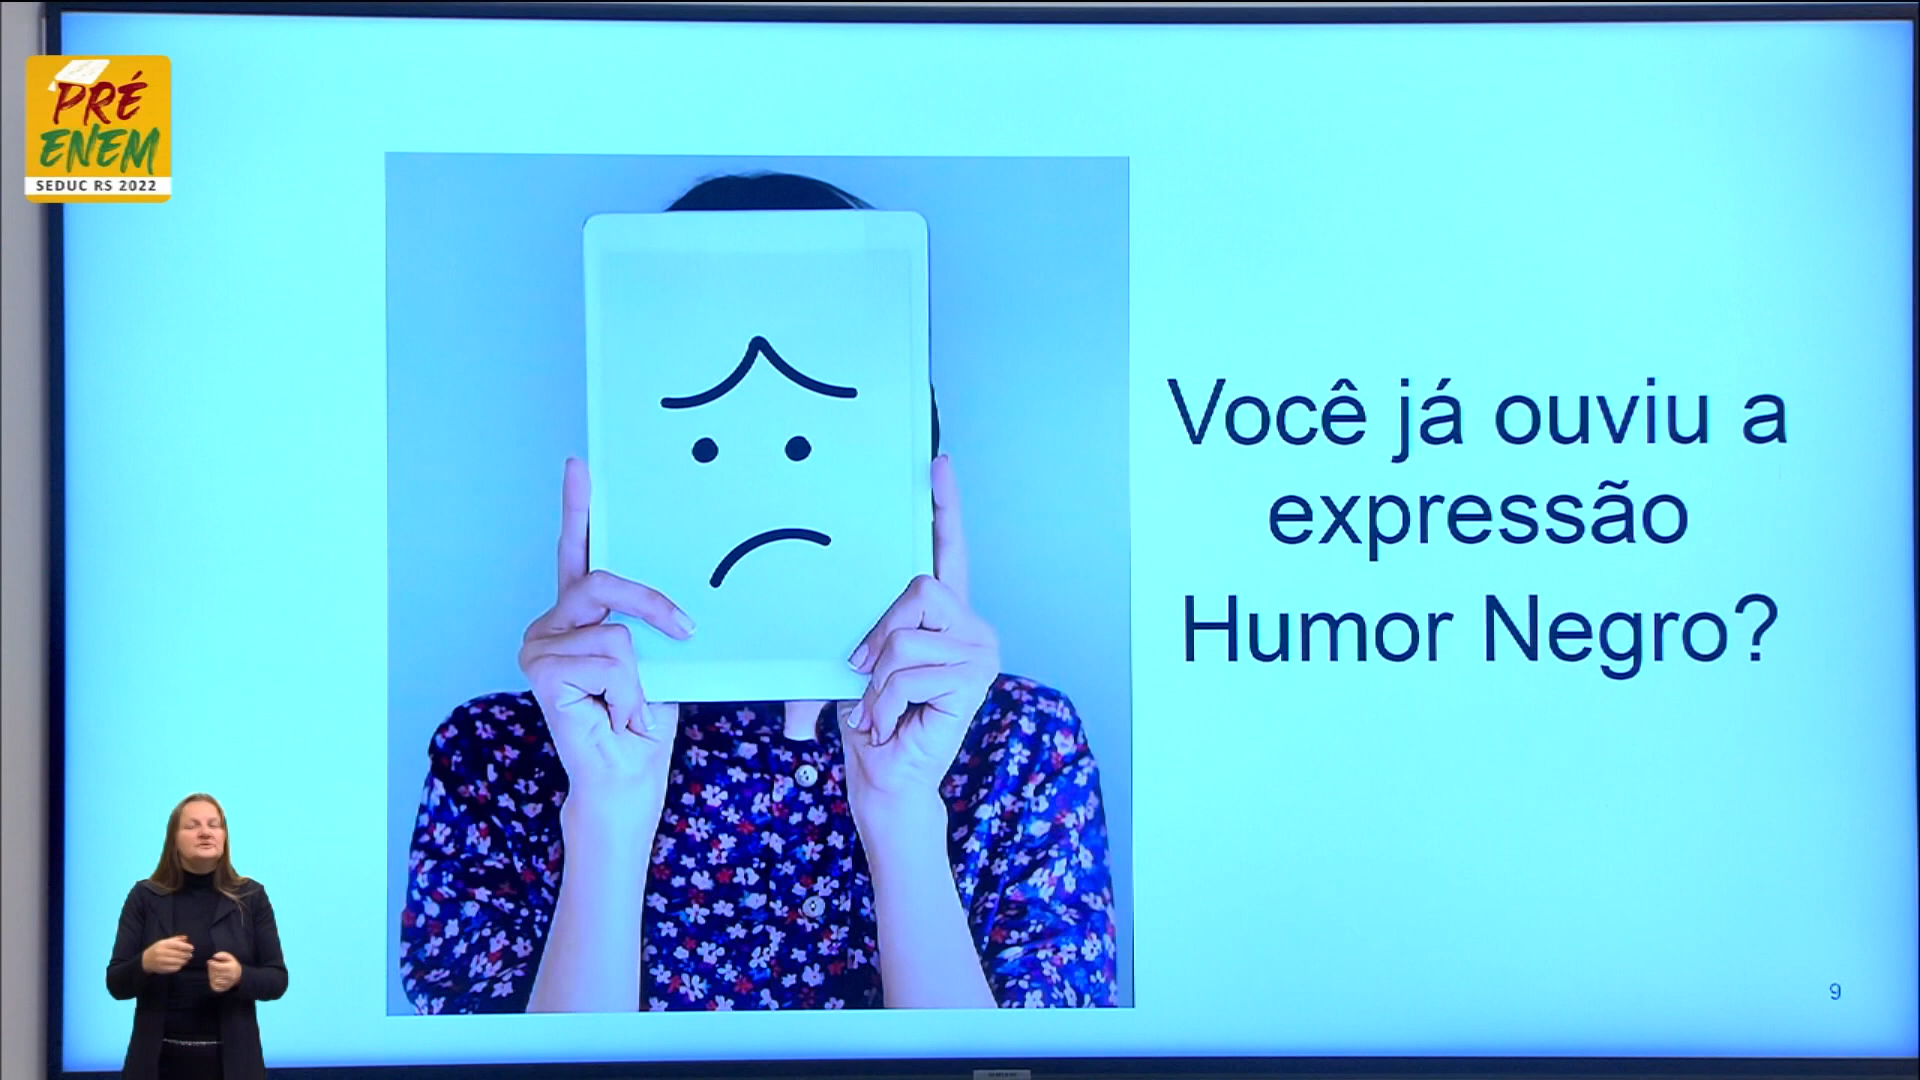 PRÉ
ENEM
SEDUC RS 2022
Você já ouviu a
expressão
Humor Negro?
9